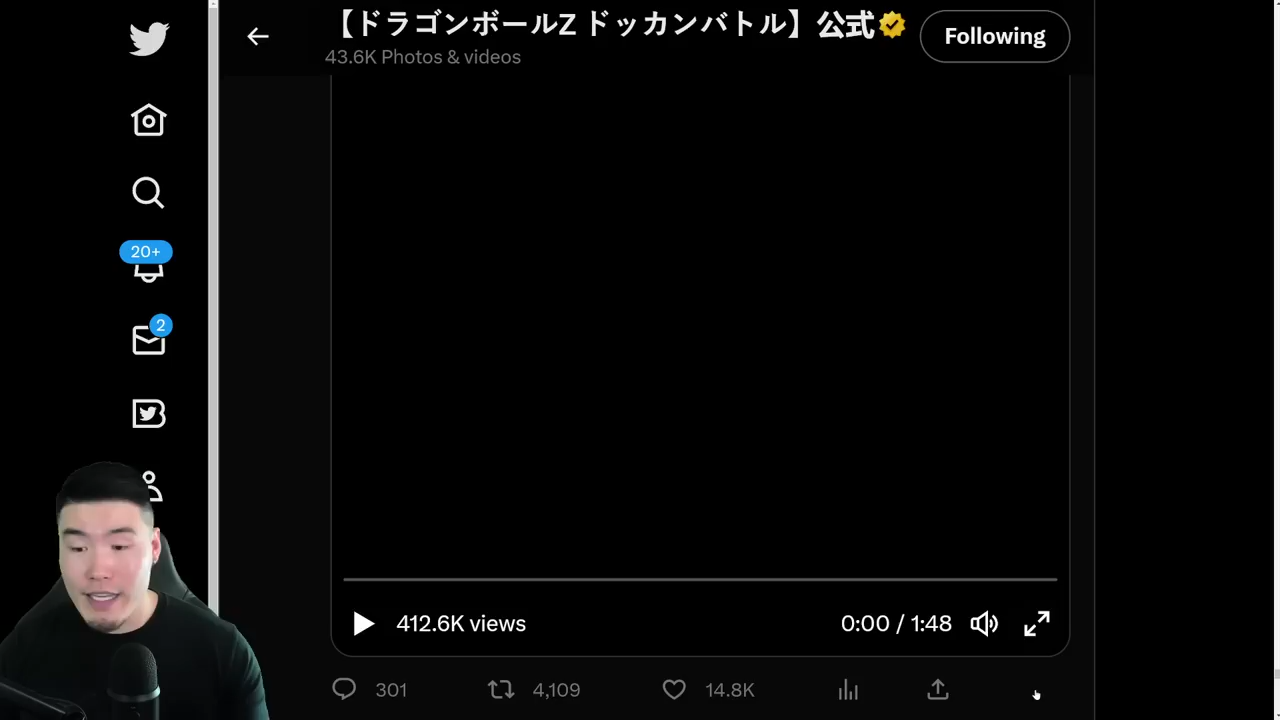 【ドラゴンボールZ ドッカンバトル】公式
Following
43.6K Photos & videos
20+
2
412.6K views
0:00 / 1:48
301
4,109
14.8K